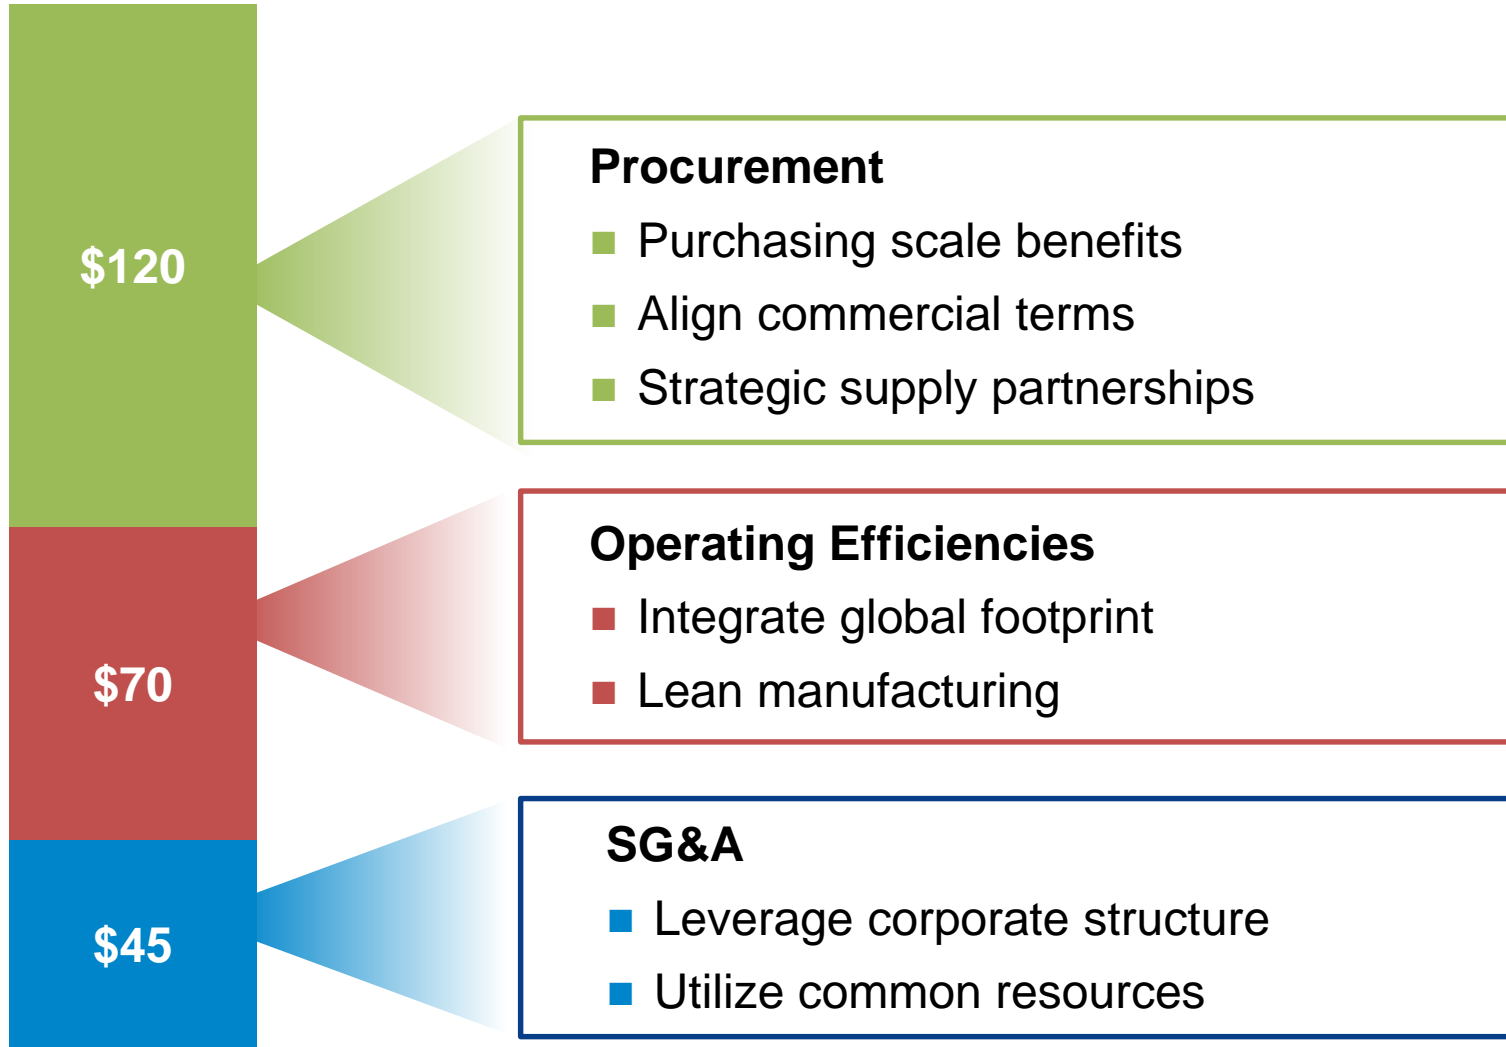 $120
Procurement
Purchasing scale benefits
Align commercial terms
Strategic supply partnerships
$70
Operating Efficiencies
Integrate global footprint
Lean manufacturing
$45
SG&A
Leverage corporate structure
Utilize common resources